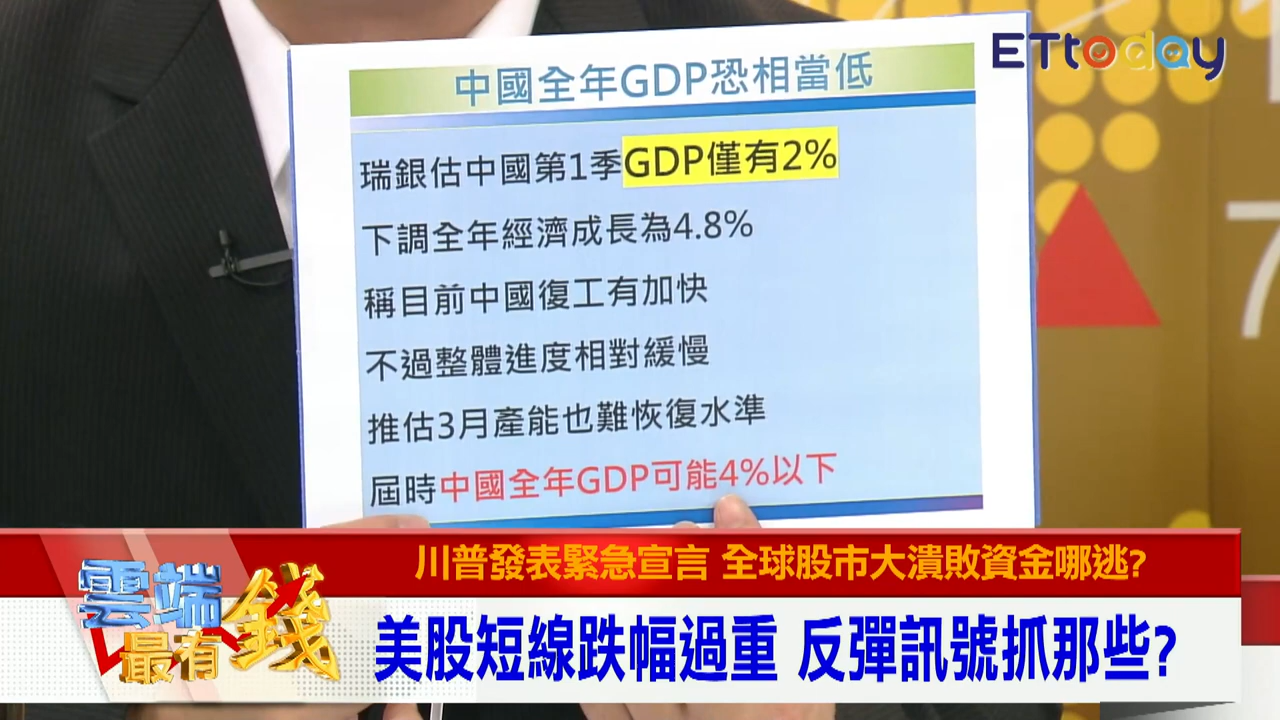 ETtoday
中國全年GDP恐相當低
瑞銀估中國第1季GDP僅有2%
下調全年經濟成長為4.8%
稱目前中國復工有加快
不過整體進度相對緩慢
推估3月產能也難恢復水準
屆時中國全年GDP可能4%以下
7
川普發表緊急宣言 全球股市大潰敗資金哪逃?
雲端最有錢
美股短線跌幅過重 反彈訊號抓那些?